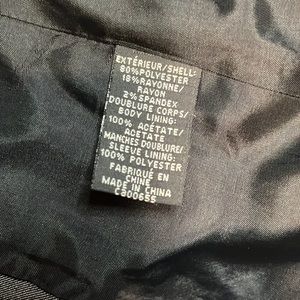 EXTÉRIEUR/SHELL:
80% POLYESTER
18% RAYONNE/
RAYON
2% SPANDEX
DOUBLURE CORPS/
BODY LINING:
100% ACÉTATE/
ACETATE
MANCHES DOUBLURE/
SLEEVE LINING:
100% POLYESTER
FABRIQUÉ EN
CHINE
MADE IN CHINA
C300655